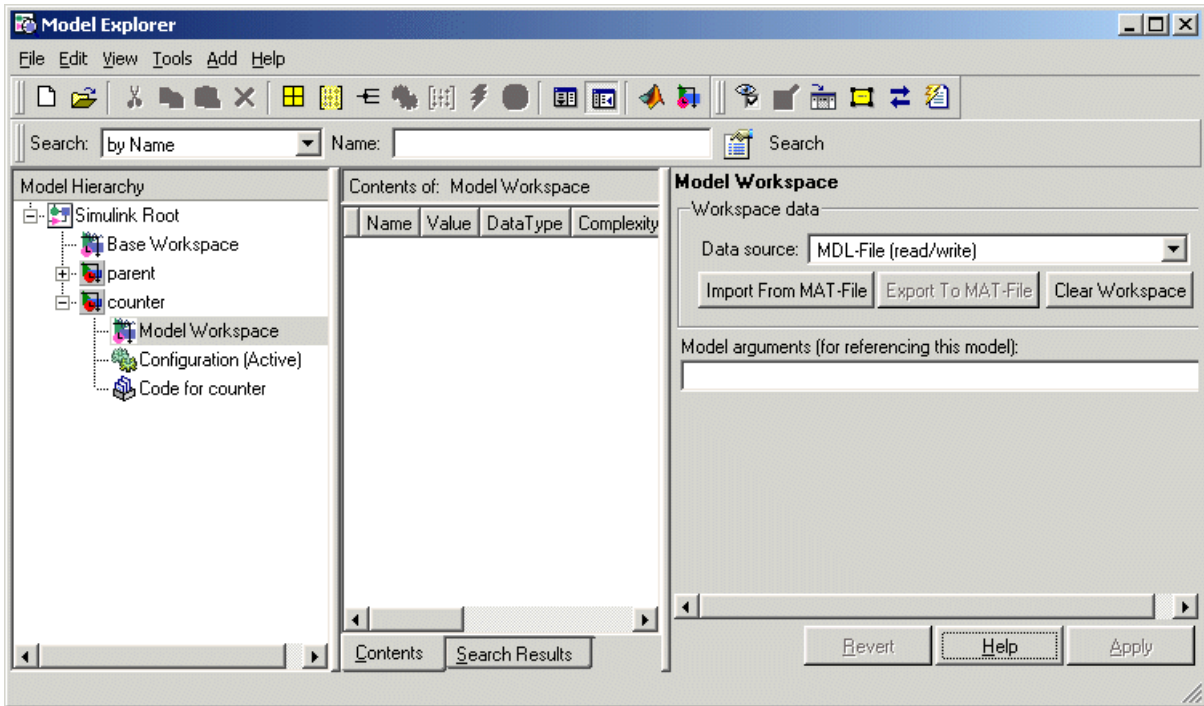 Model Explorer
File Edit View Tools Add Help
Search: by Name Name: Search
Model Hierarchy
Simulink Root
Base Workspace
parent
counter
Model Workspace
Configuration (Active)
Code for counter
Contents of: Model Workspace
Name Value DataType Complexity
Contents Search Results
Model Workspace
Workspace data
Data source: MDL-File (read/write)
Import From MAT-File Export To MAT-File Clear Workspace
Model arguments (for referencing this model):
Revert Help Apply